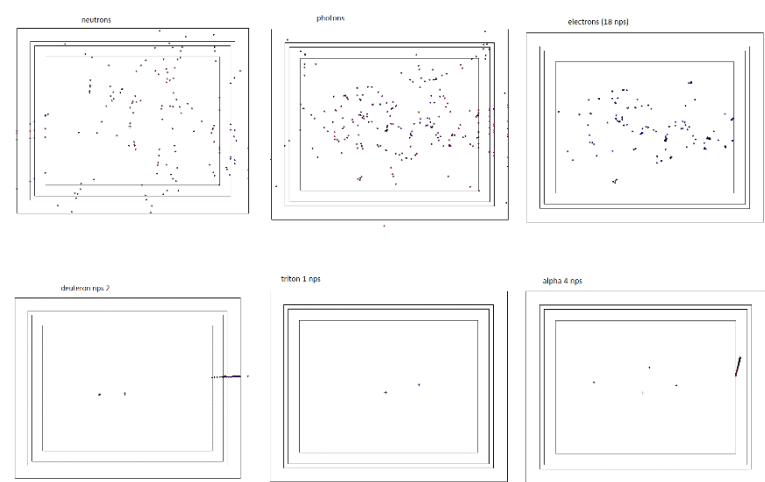 neutrons
photons
electrons (18 nps)
deuteron nps 2
triton 1 nps
alpha 4 nps